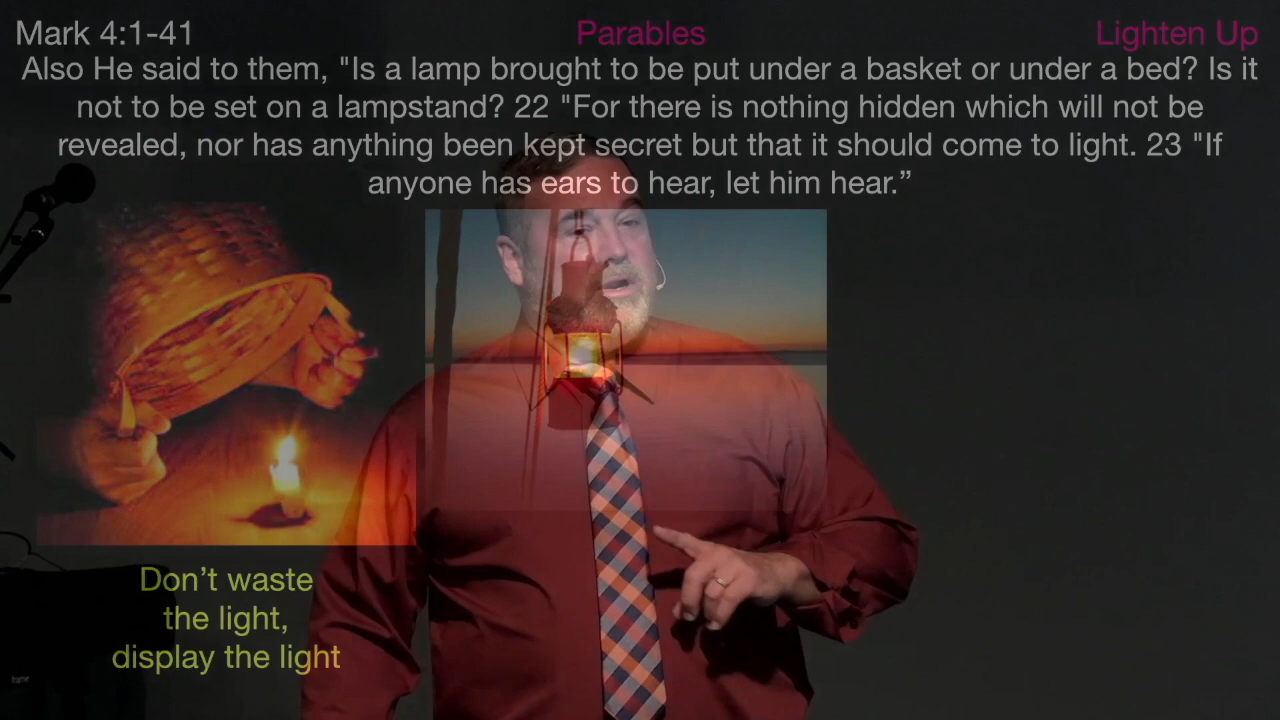 Mark 4:1-41 Parables Lighten Up
Also He said to them, "Is a lamp brought to be put under a basket or under a bed? Is it
not to be set on a lampstand? 22 "For there is nothing hidden which will not be
revealed, nor has anything been kept secret but that it should come to light. 23 "If
anyone has ears to hear, let him hear.”
Don’t waste
the light,
display the light